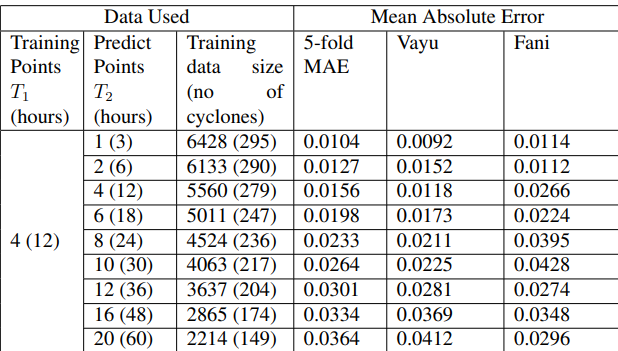 Data Used Mean Absolute Error
Training Predict Training 5-fold Vayu Fani
Points Points data size MAE
T1 T2 (no of
(hours) (hours) cyclones)
1 (3) 6428 (295) 0.0104 0.0092 0.0114
2 (6) 6133 (290) 0.0127 0.0152 0.0112
4 (12) 5560 (279) 0.0156 0.0118 0.0266
6 (18) 5011 (247) 0.0198 0.0173 0.0224
4 (12) 8 (24) 4524 (236) 0.0233 0.0211 0.0395
10 (30) 4063 (217) 0.0264 0.0225 0.0428
12 (36) 3637 (204) 0.0301 0.0281 0.0274
16 (48) 2865 (174) 0.0334 0.0369 0.0348
20 (60) 2214 (149) 0.0364 0.0412 0.0296